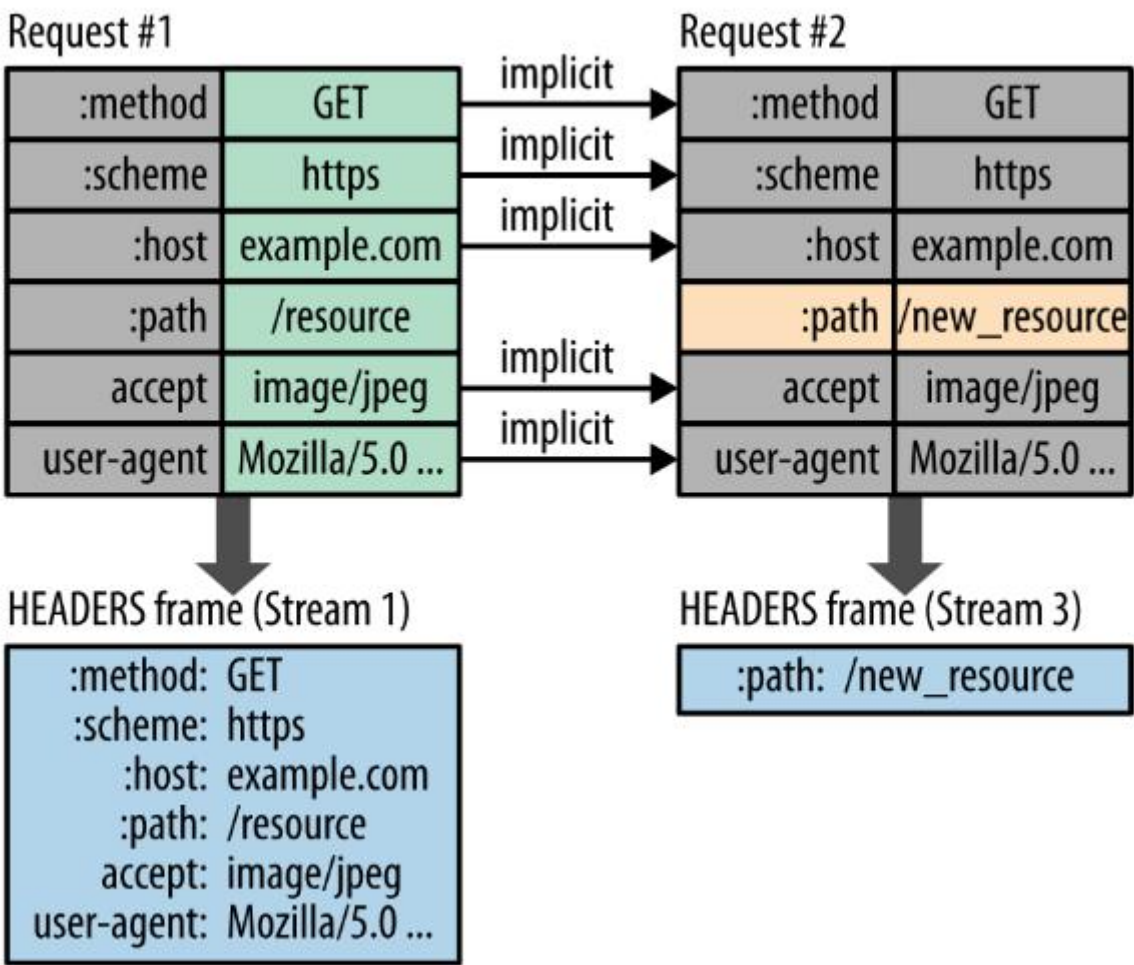 Request #1
:method GET
:scheme https
:host example.com
:path /resource
accept image/jpeg
user-agent Mozilla/5.0 ...
implicit
implicit
implicit
implicit
implicit
Request #2
:method GET
:scheme https
:host example.com
:path /new_resource
accept image/jpeg
user-agent Mozilla/5.0 ...
HEADERS frame (Stream 1)
:method: GET
:scheme: https
:host: example.com
:path: /resource
accept: image/jpeg
user-agent: Mozilla/5.0 ...
HEADERS frame (Stream 3)
:path: /new_resource